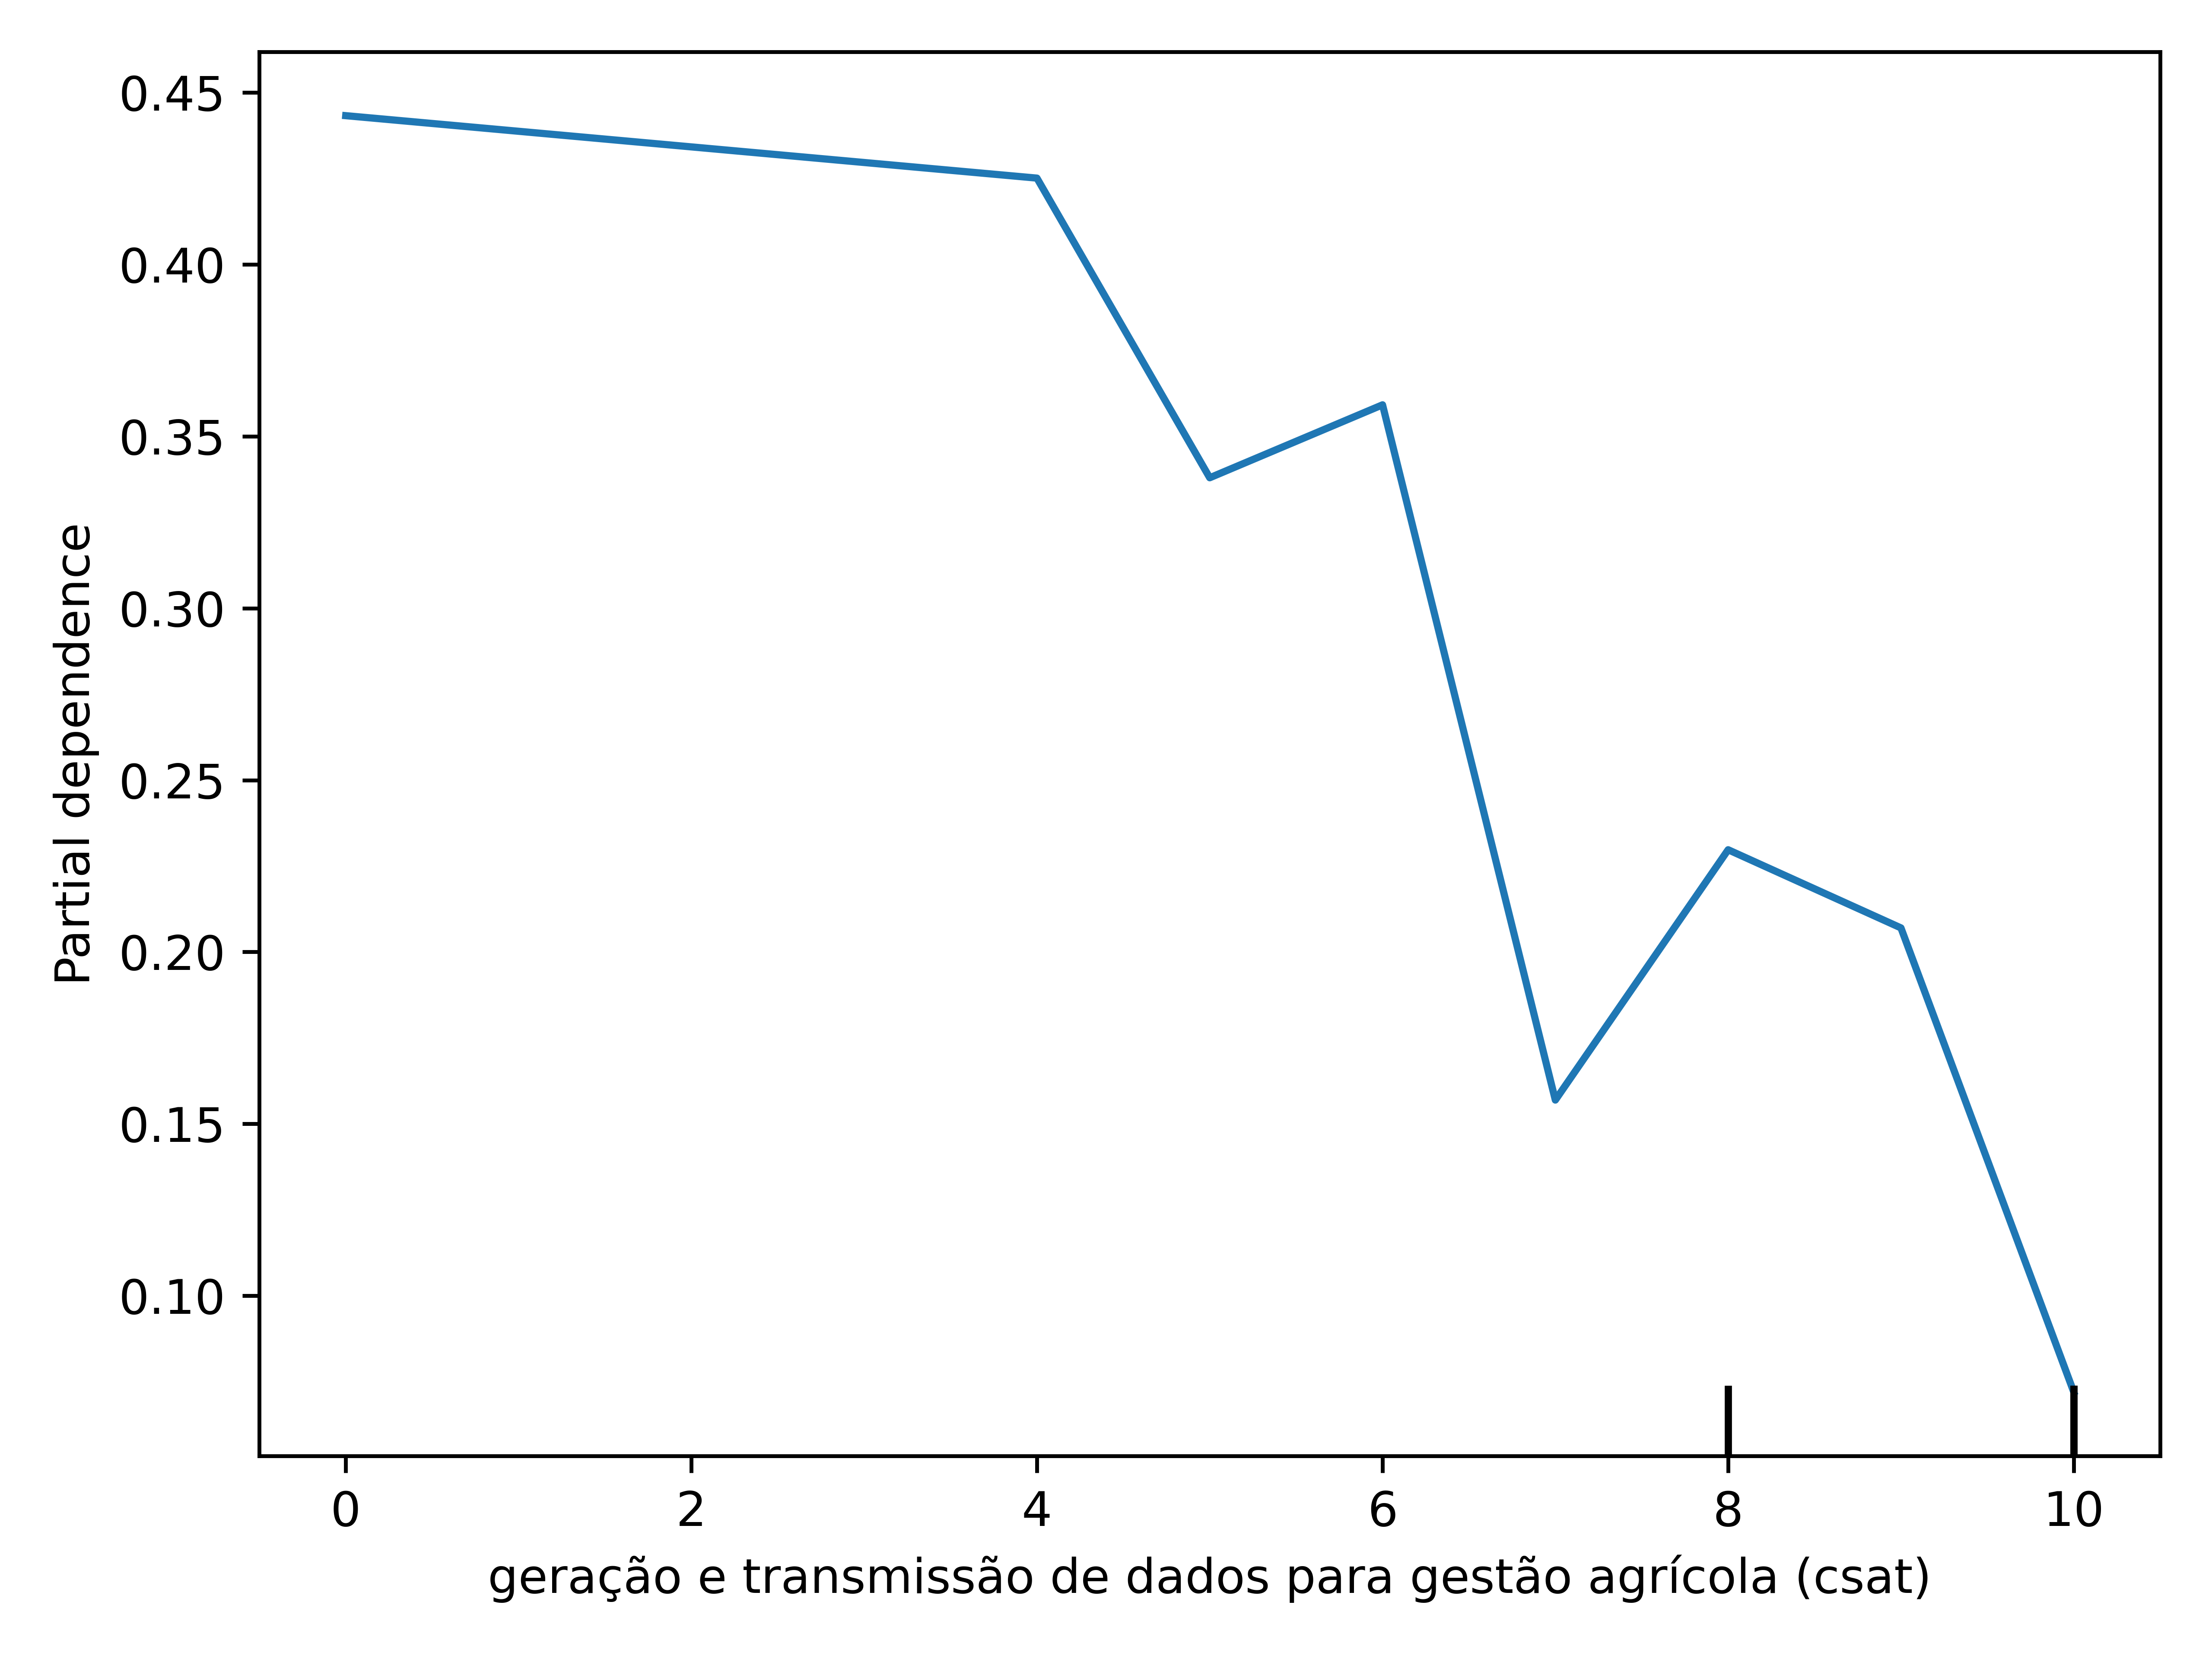 0.45
0.40
0.35
0.30
0.25
0.20
0.15
0.10
Partial dependence
0 2 4 6 8 10
geração e transmissão de dados para gestão agrícola (csat)